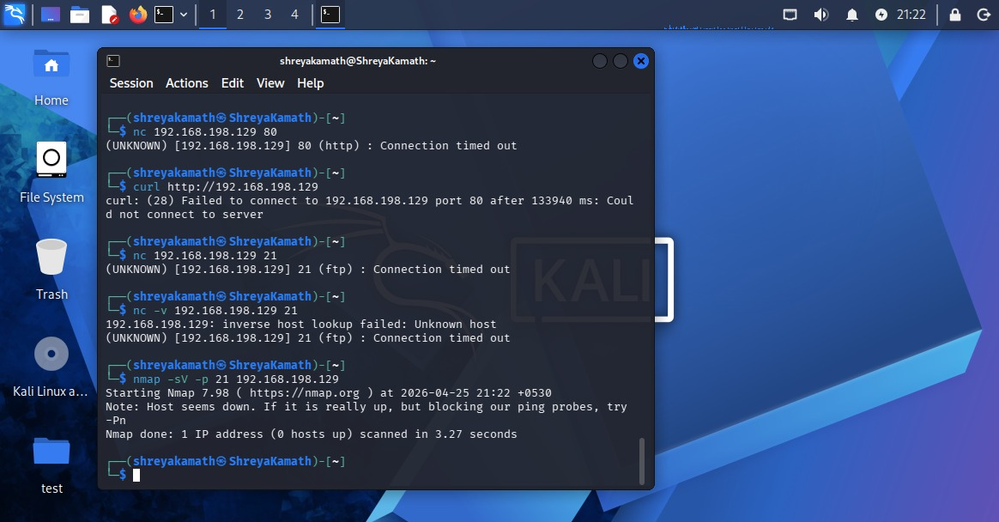 1 2 3 4
21:22
Home
File System
Trash
Kali Linux a...
test
shreyakamath@ShreyaKamath: ~
Session Actions Edit View Help
┌──(shreyakamath㉿ShreyaKamath)-[~]
└─$ nc 192.168.198.129 80
(UNKNOWN) [192.168.198.129] 80 (http) : Connection timed out
┌──(shreyakamath㉿ShreyaKamath)-[~]
└─$ curl http://192.168.198.129
curl: (28) Failed to connect to 192.168.198.129 port 80 after 133940 ms: Coul
d not connect to server
┌──(shreyakamath㉿ShreyaKamath)-[~]
└─$ nc 192.168.198.129 21
(UNKNOWN) [192.168.198.129] 21 (ftp) : Connection timed out
┌──(shreyakamath㉿ShreyaKamath)-[~]
└─$ nc -v 192.168.198.129 21
192.168.198.129: inverse host lookup failed: Unknown host
(UNKNOWN) [192.168.198.129] 21 (ftp) : Connection timed out
┌──(shreyakamath㉿ShreyaKamath)-[~]
└─$ nmap -sV -p 21 192.168.198.129
Starting Nmap 7.98 ( https://nmap.org ) at 2026-04-25 21:22 +0530
Note: Host seems down. If it is really up, but blocking our ping probes, try
-Pn
Nmap done: 1 IP address (0 hosts up) scanned in 3.27 seconds
┌──(shreyakamath㉿ShreyaKamath)-[~]
└─$
KALI